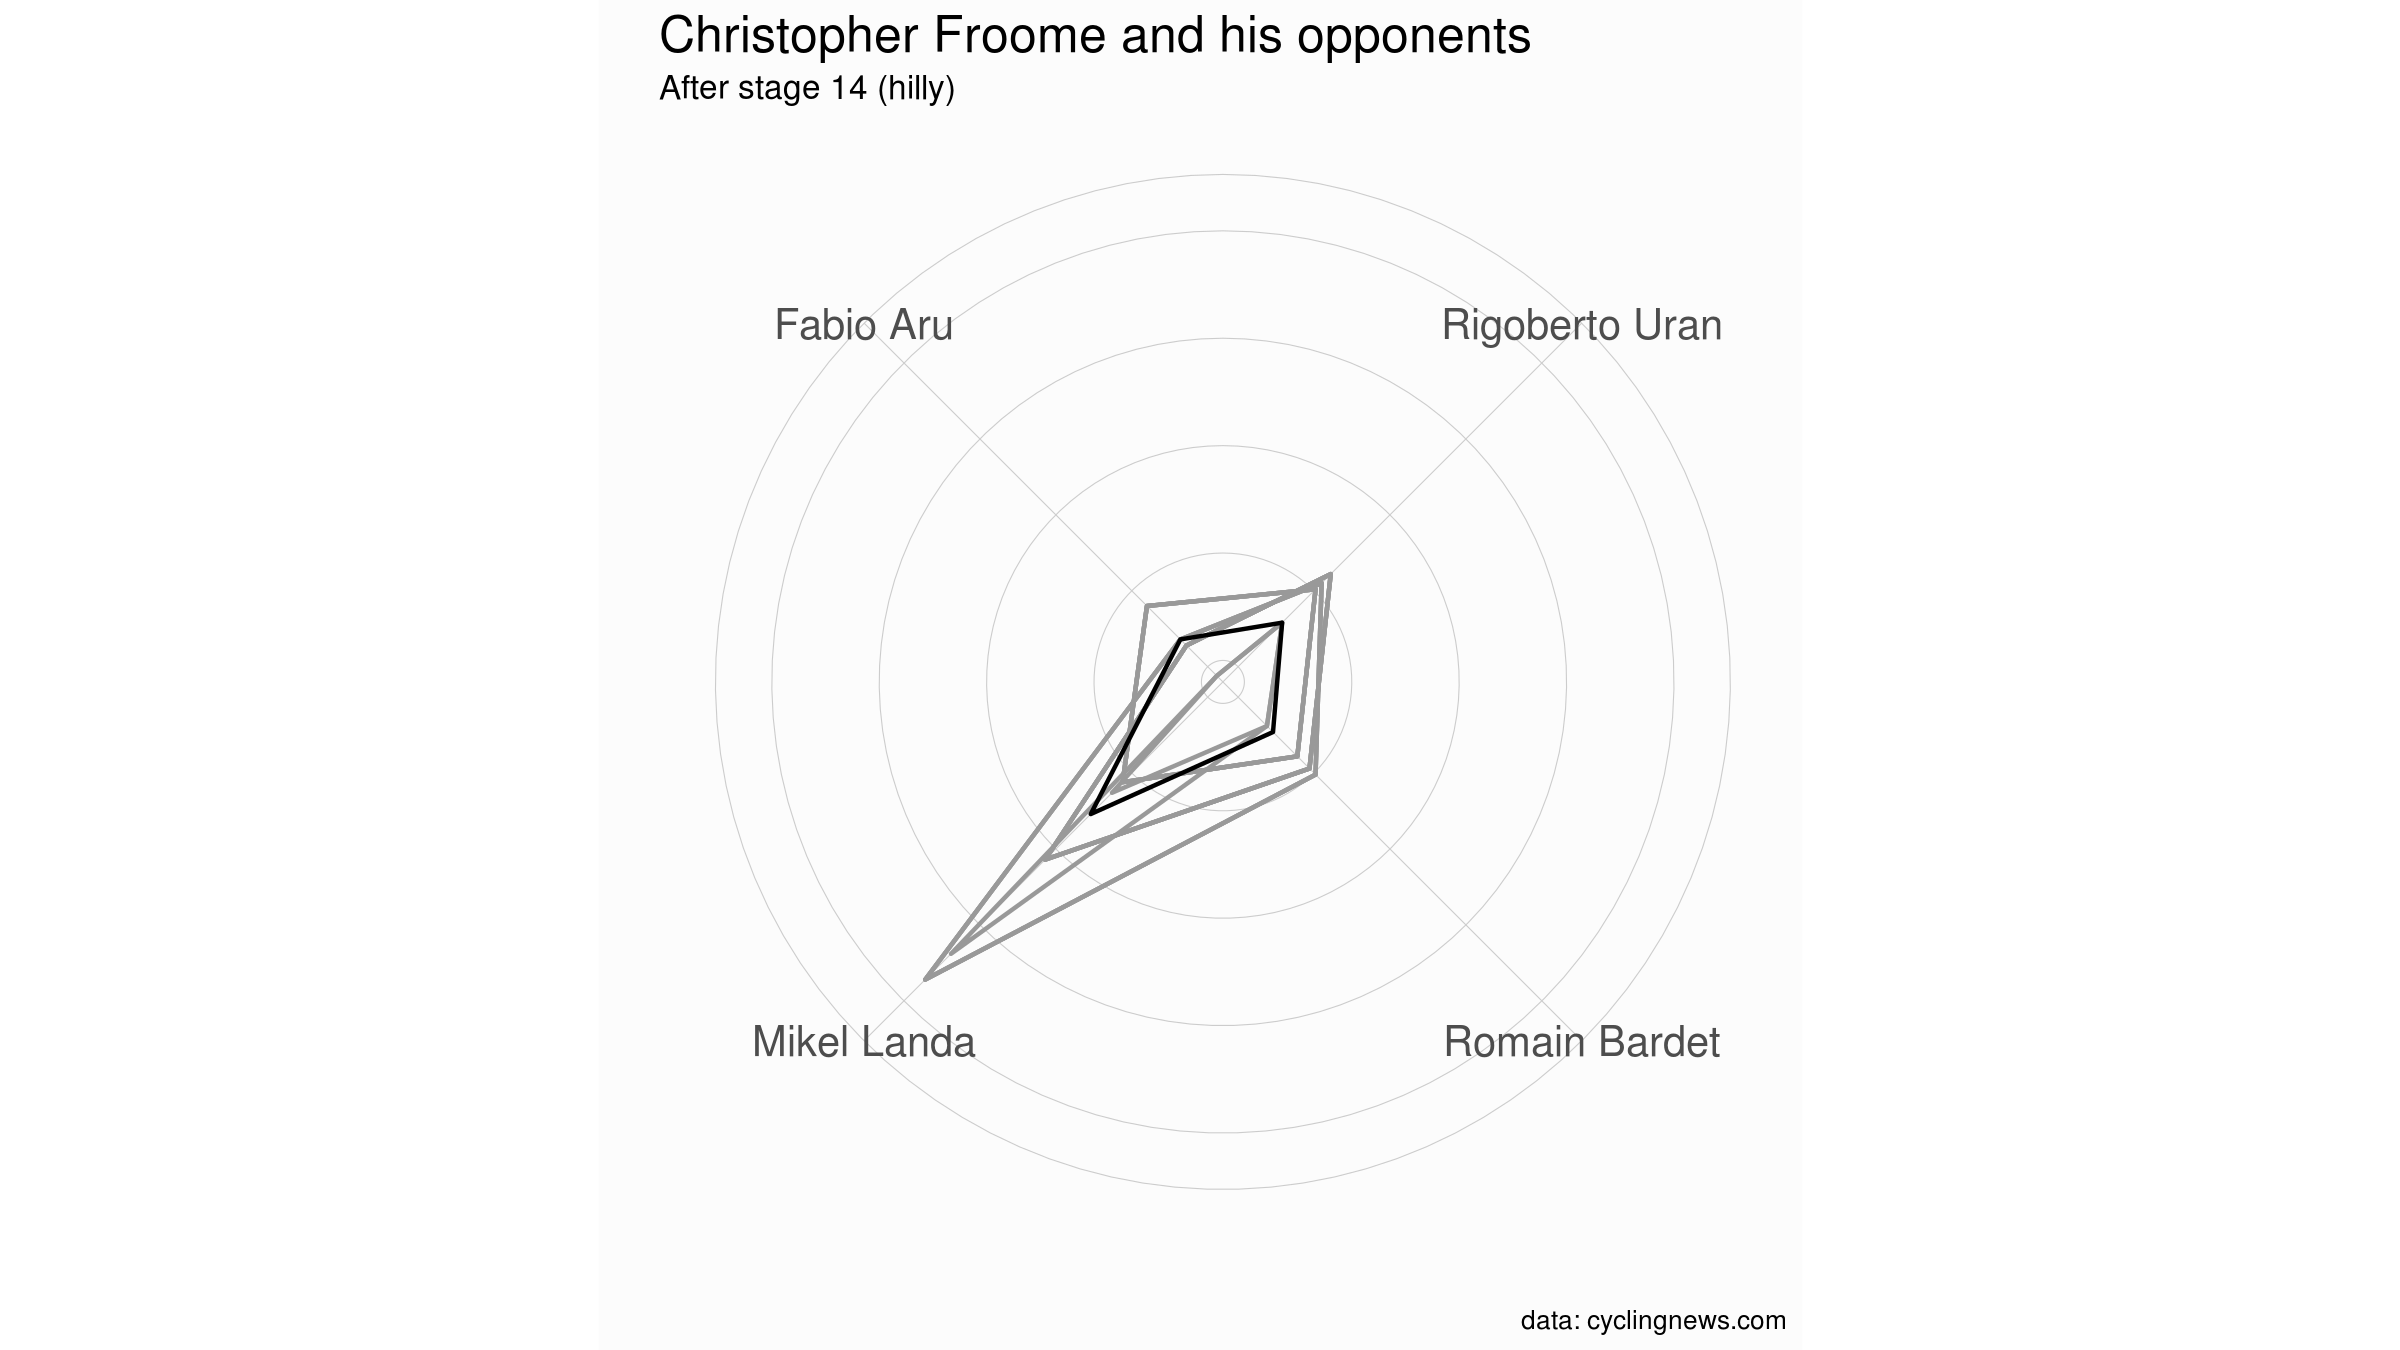 Christopher Froome and his opponents
After stage 14 (hilly)
Fabio Aru
Rigoberto Uran
Mikel Landa
Romain Bardet
data: cyclingnews.com